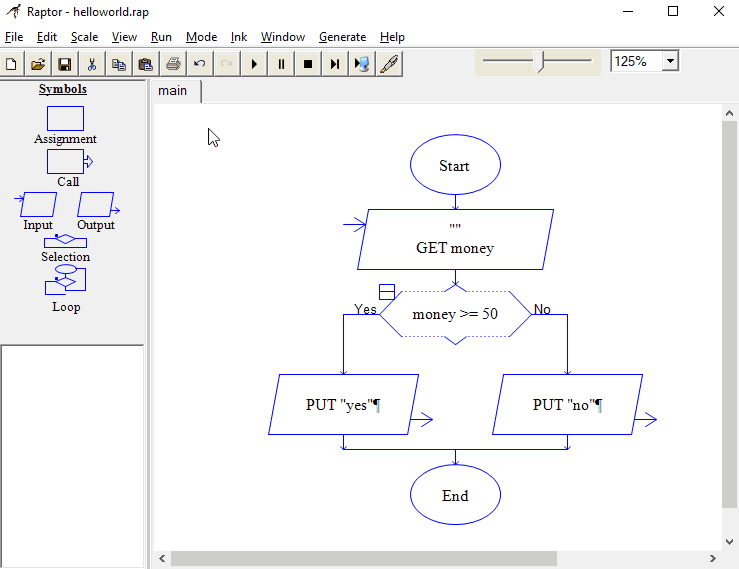 Raptor - helloworld.rap
File Edit Scale View Run Mode Ink Window Generate Help
125%
Symbols
Assignment
Call
Input Output
Selection
Loop
main
Start
""
GET money
Yes money >= 50 No
PUT "yes"¶ PUT "no"¶
End